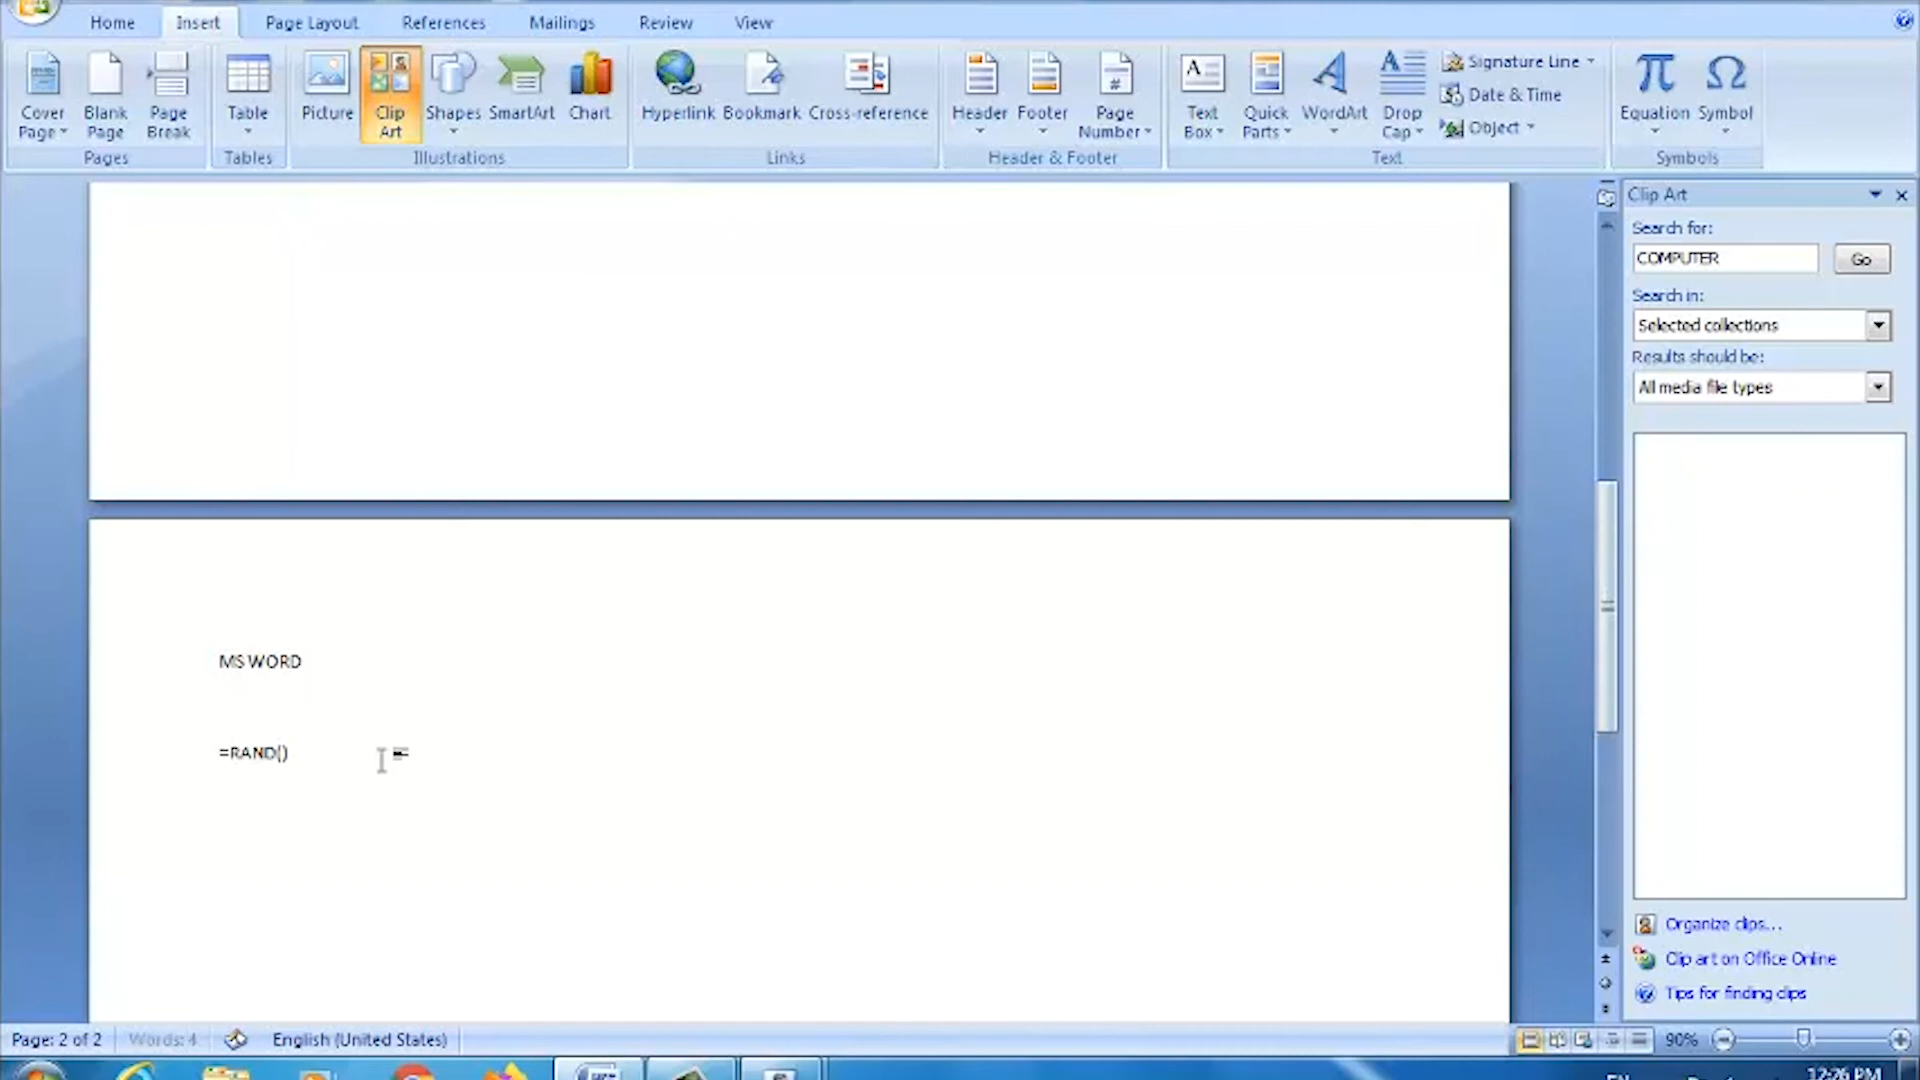 Home Insert Page Layout References Mailings Review View
Cover Page Blank Page Page Break Table Picture Clip Art Shapes SmartArt Chart Hyperlink Bookmark Cross-reference Header Footer Page Number Text Box Quick Parts WordArt Drop Cap Signature Line Equation Symbol
Date & Time
Object
Pages Tables Illustrations Links Header & Footer Text Symbols
Clip Art
Search for:
COMPUTER Go
Search in:
Selected collections
Results should be:
All media file types
MS WORD
=RAND()
Organize clips...
Clip art on Office Online
Tips for finding clips
Page: 2 of 2 Words: 4 English (United States) 90%
12:26 PM